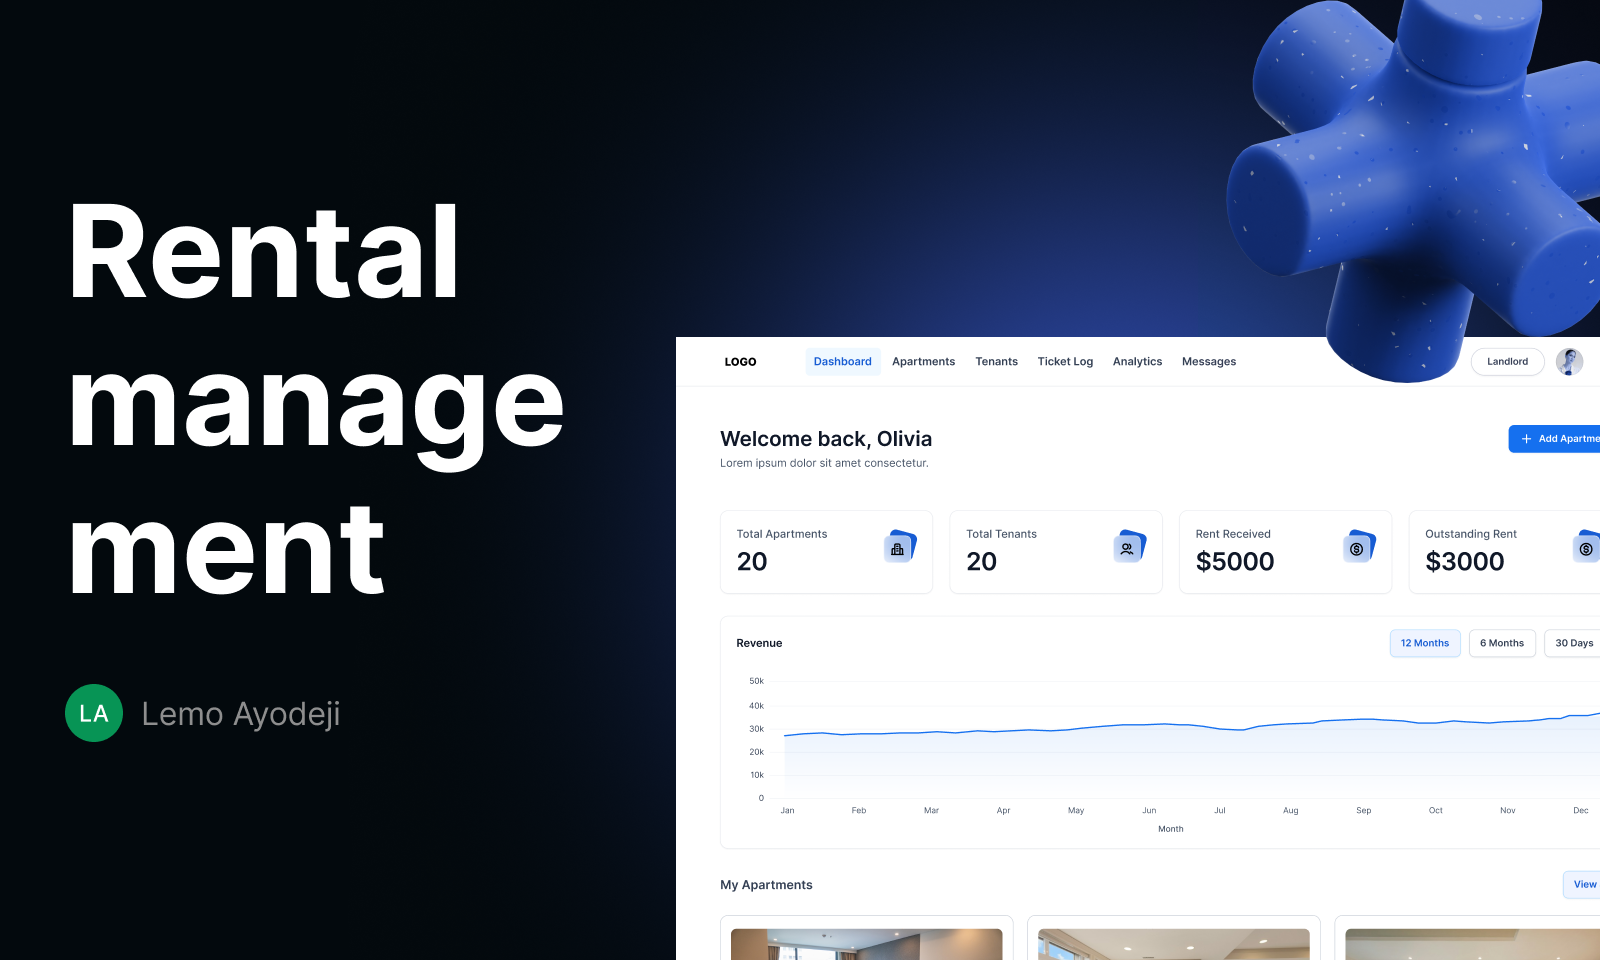 Rental
manage
ment
LA Lemo Ayodeji
LOGO Dashboard Apartments Tenants Ticket Log Analytics Messages Landlord
Welcome back, Olivia
Lorem ipsum dolor sit amet consectetur.
+ Add Apartme
Total Apartments
20
Total Tenants
20
Rent Received
$5000
Outstanding Rent
$3000
Revenue
12 Months 6 Months 30 Days
50k
40k
30k
20k
10k
0
Jan Feb Mar Apr May Jun Jul Aug Sep Oct Nov Dec
Month
My Apartments
View